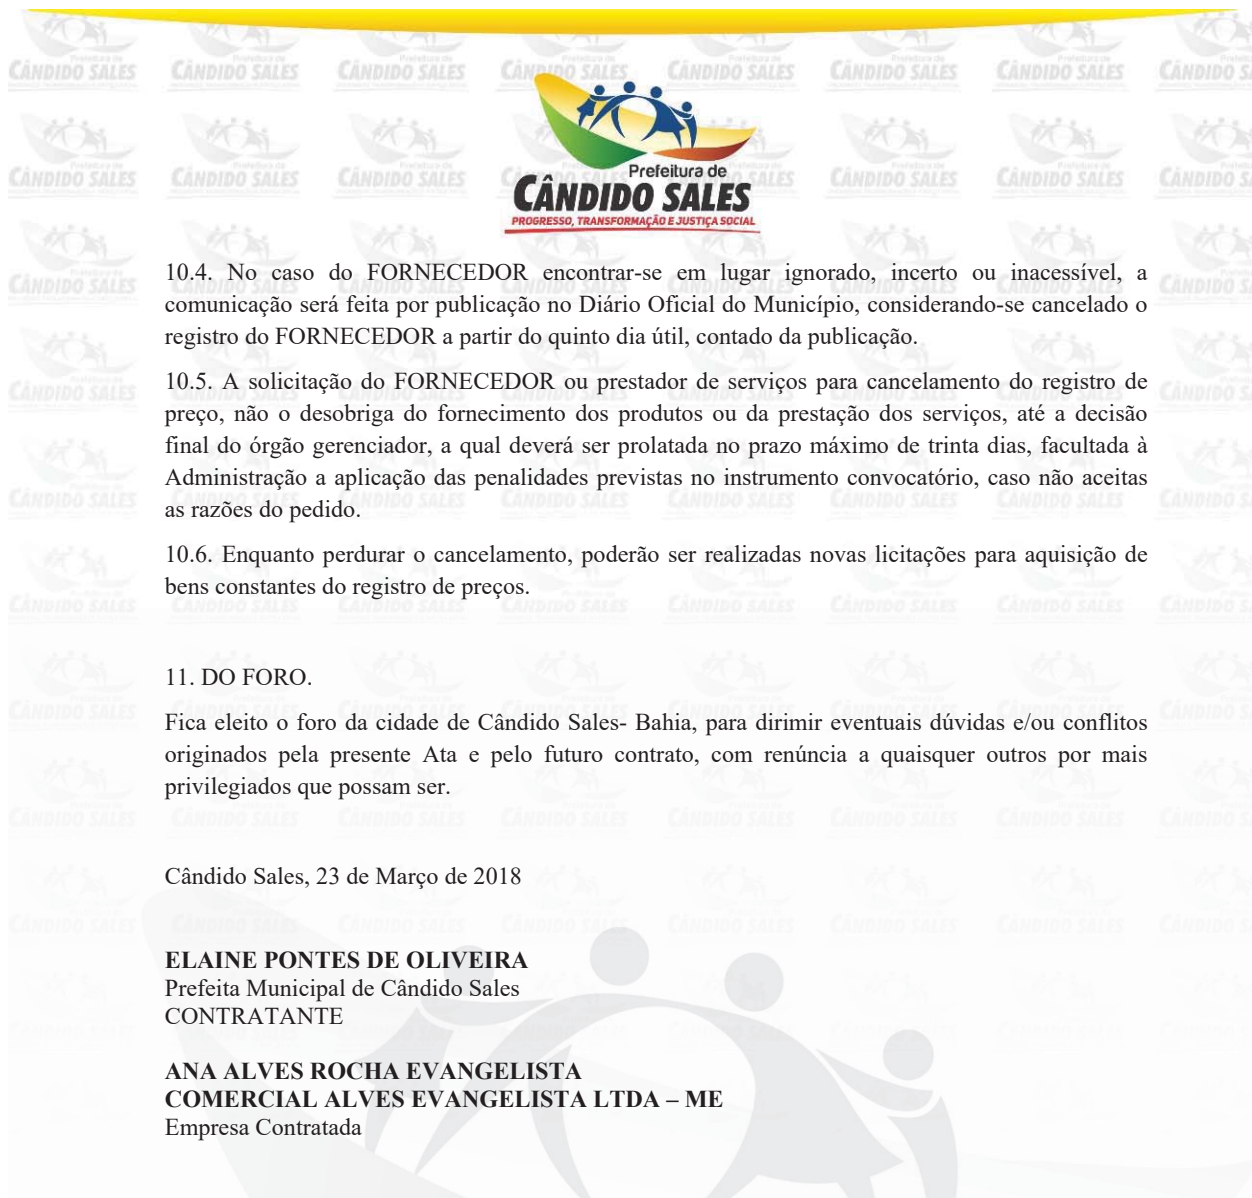 Prefeitura de
CÂNDIDO SALES
PROGRESSO, TRANSFORMAÇÃO E JUSTIÇA SOCIAL
10.4. No caso do FORNECEDOR encontrar-se em lugar ignorado, incerto ou inacessível, a
comunicação será feita por publicação no Diário Oficial do Município, considerando-se cancelado o
registro do FORNECEDOR a partir do quinto dia útil, contado da publicação.
10.5. A solicitação do FORNECEDOR ou prestador de serviços para cancelamento do registro de
preço, não o desobriga do fornecimento dos produtos ou da prestação dos serviços, até a decisão
final do órgão gerenciador, a qual deverá ser prolatada no prazo máximo de trinta dias, facultada à
Administração a aplicação das penalidades previstas no instrumento convocatório, caso não aceitas
as razões do pedido.
10.6. Enquanto perdurar o cancelamento, poderão ser realizadas novas licitações para aquisição de
bens constantes do registro de preços.
11. DO FORO.
Fica eleito o foro da cidade de Cândido Sales- Bahia, para dirimir eventuais dúvidas e/ou conflitos
originados pela presente Ata e pelo futuro contrato, com renúncia a quaisquer outros por mais
privilegiados que possam ser.
Cândido Sales, 23 de Março de 2018
ELAINE PONTES DE OLIVEIRA
Prefeita Municipal de Cândido Sales
CONTRATANTE
ANA ALVES ROCHA EVANGELISTA
COMERCIAL ALVES EVANGELISTA LTDA – ME
Empresa Contratada